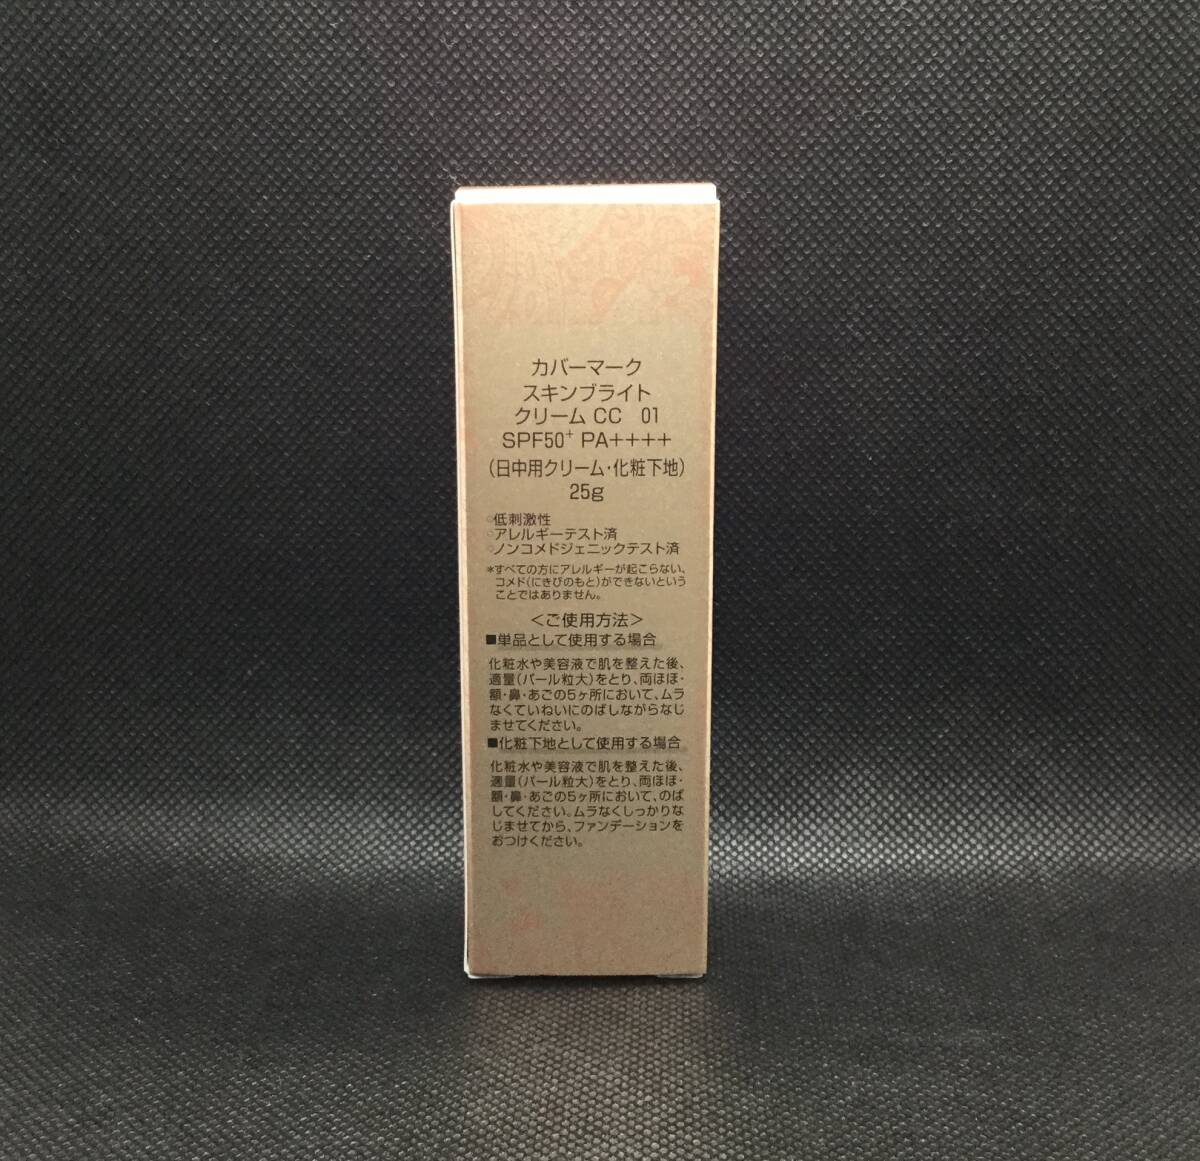 カバーマーク
スキンブライト
クリーム CC 01
SPF50+ PA++++
(日中用クリーム・化粧下地)
25g
○低刺激性
○アレルギーテスト済
○ノンコメドジェニックテスト済
*すべての方にアレルギーが起こらない、
コメド(にきびのもと)ができないという
ことではありません。
<ご使用方法>
■単品として使用する場合
化粧水や美容液で肌を整えた後、
適量(パール粒大)をとり、両ほほ・
額・鼻・あごの5ヶ所において、ムラ
なくていねいにのばしながらなじ
ませてください。
■化粧下地として使用する場合
化粧水や美容液で肌を整えた後、
適量(パール粒大)をとり、両ほほ・
額・鼻・あごの5ヶ所において、のば
してください。ムラなくしっかりな
じませてから、ファンデーションを
おつけください。